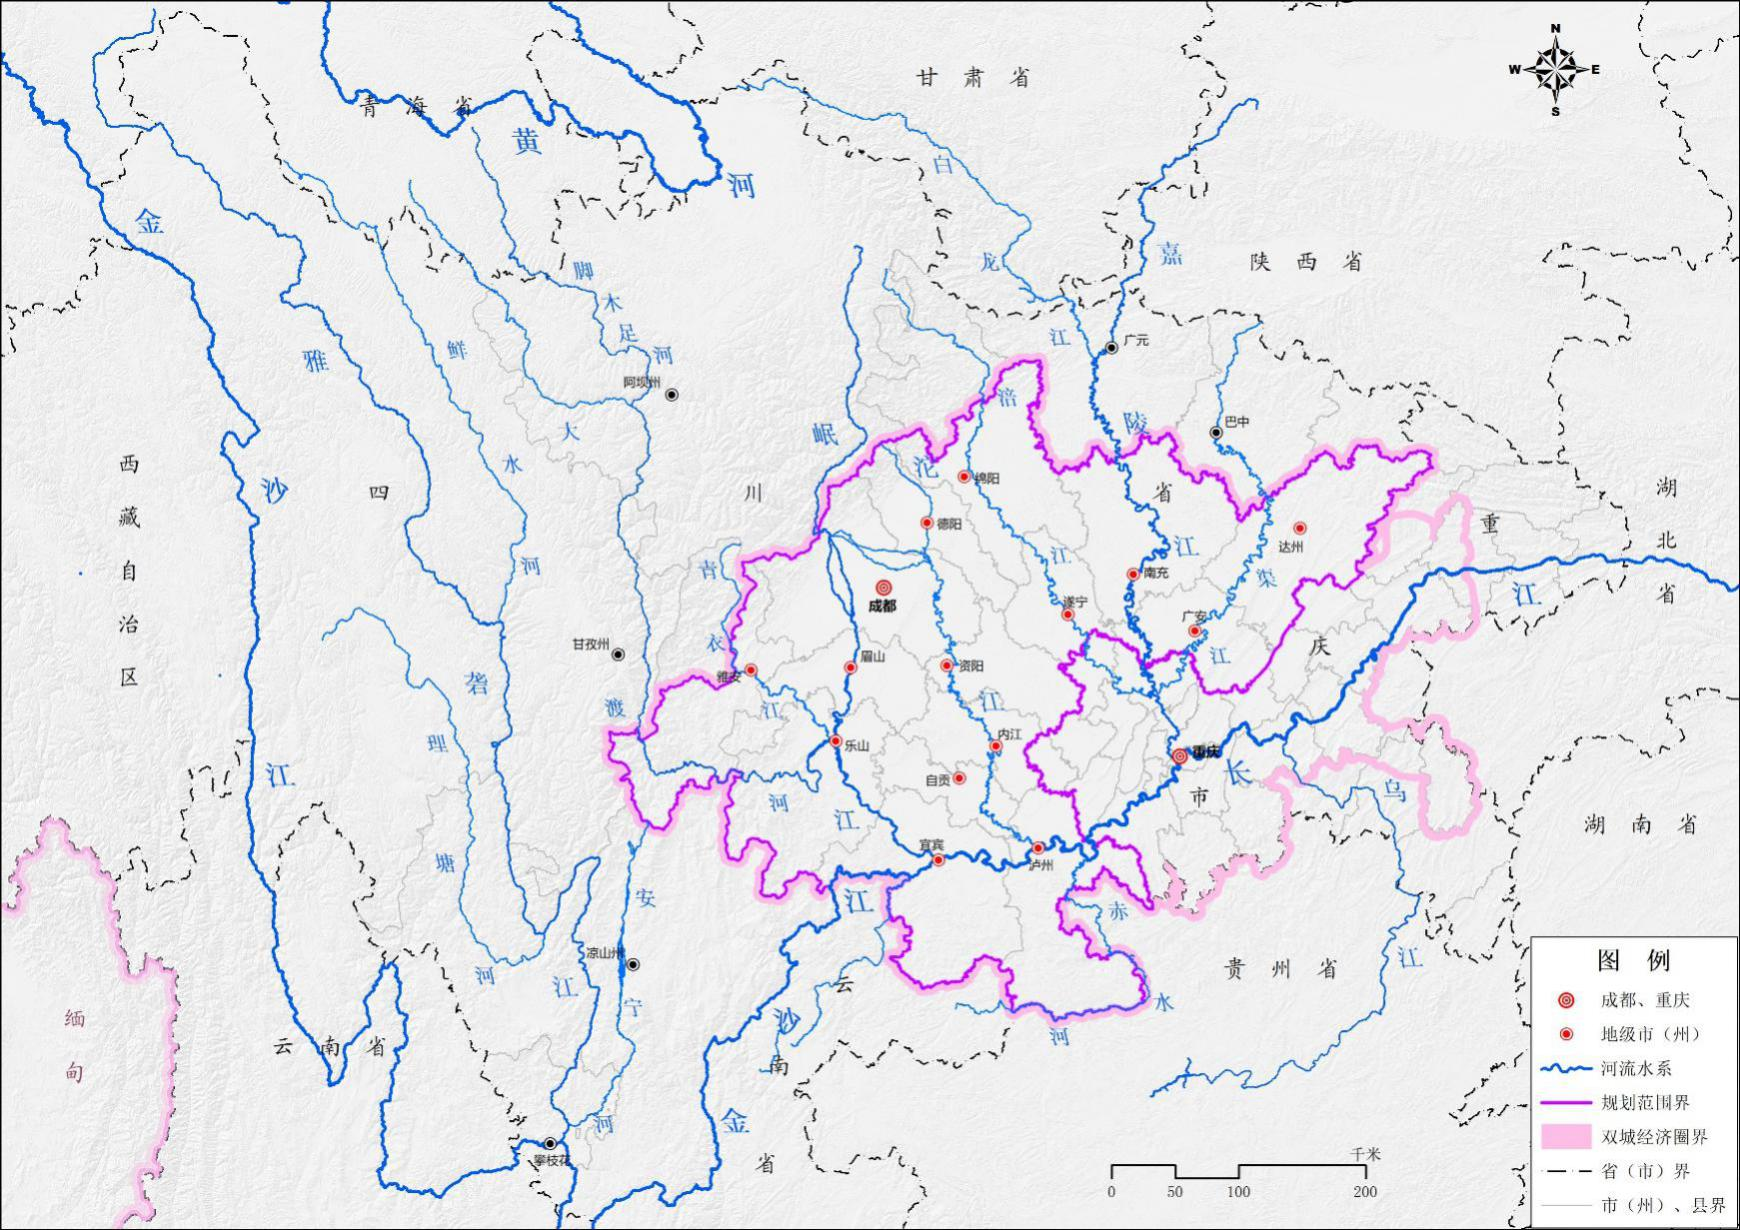 N
W E
S
甘肃省
青海省
黄
河
白
龙
江
金
沙
江
嘉
陵
江
陕西省
脚
木
足
河
雅
砻
江
鲜
水
河
广元
阿坝州
大
渡
河
岷
江
沱
江
涪
江
巴中
西
藏
自
治
区
四
川
省
绵阳
德阳
达州
重
庆
市
湖
北
省
青
衣
江
成都
南充
遂宁
广安
渠
江
长
江
甘孜州
雅安
眉山
资阳
理
塘
河
乐山
内江
自贡
重庆
乌
江
湖南省
宜宾
泸州
江
安
宁
河
赤
水
河
凉山州
贵州省
缅
甸
云南省
云
南
省
沙
金
攀枝花
千米
0 50 100 200
图例
成都、重庆
地级市（州）
河流水系
规划范围界
双城经济圈界
省（市）界
市（州）、县界